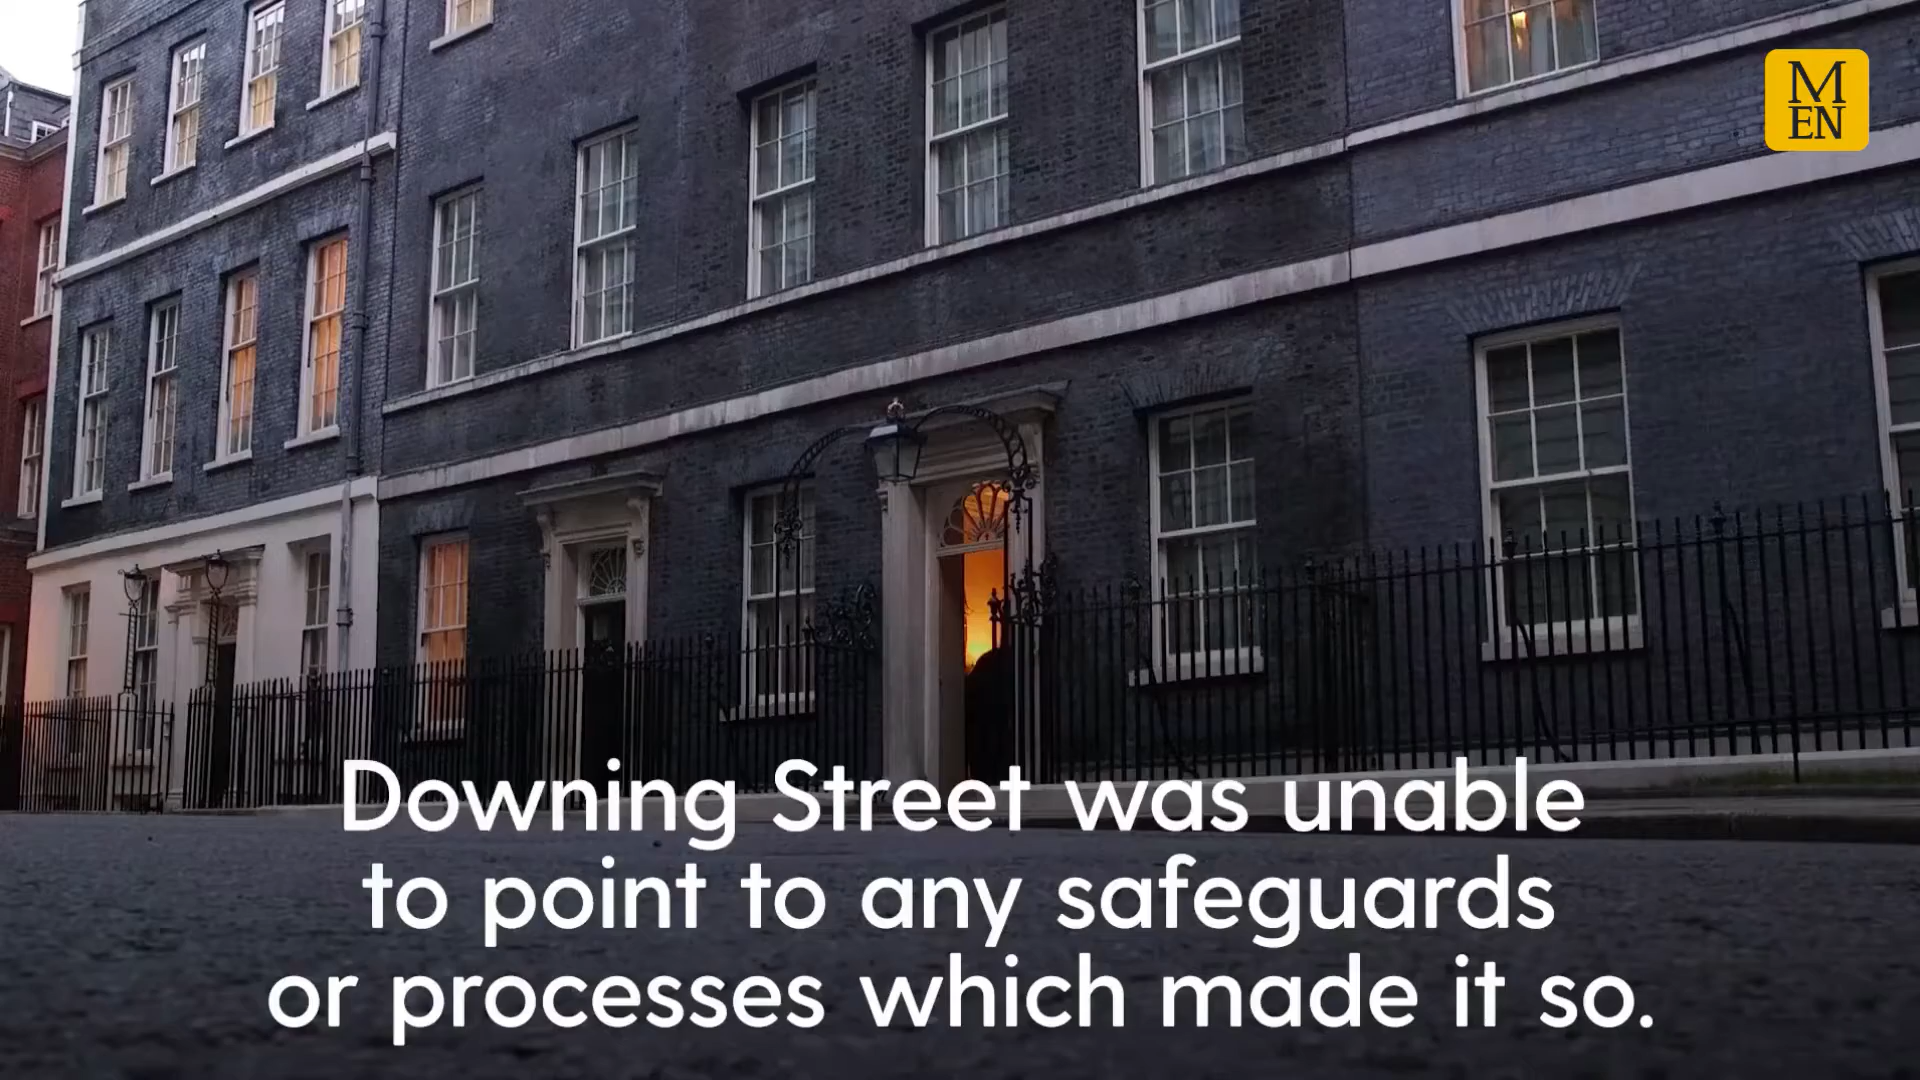 M
EN
Downing Street was unable
to point to any safeguards
or processes which made it so.